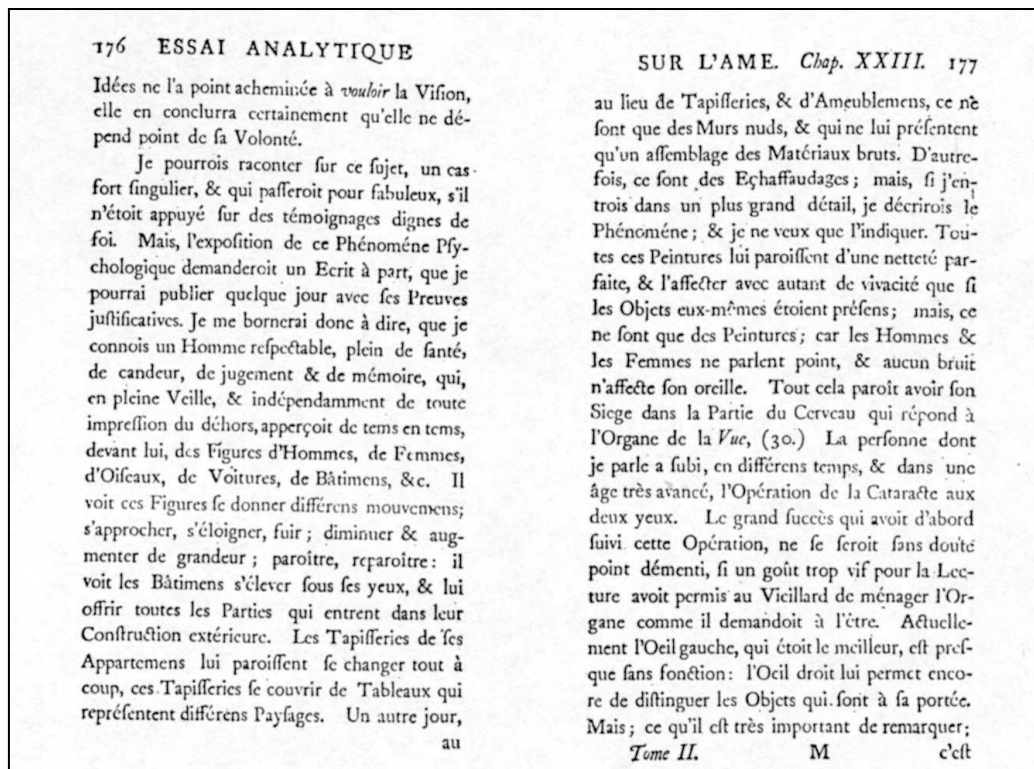 176 ESSAI ANALYTIQUE
Idées ne l'a point acheminée à vouloir la Viſion,
elle en conclurra certainement qu'elle ne dé-
pend point de ſa Volonté.
Je pourrois raconter ſur ce ſujet, un cas
fort ſingulier, & qui paſſeroit pour fabuleux, s'il
n'étoit appuyé ſur des témoignages dignes de
foi. Mais, l'expoſition de ce Phénoméne Pſy-
chologique demanderoit un Ecrit à part, que je
pourrai publier quelque jour avec ſes Preuves
juſtificatives. Je me bornerai donc à dire, que je
connois un Homme reſpectable, plein de ſanté,
de candeur, de jugement & de mémoire, qui,
en pleine Veille, & indépendamment de toute
impreſſion du déhors, apperçoit de tems en tems,
devant lui, des Figures d'Hommes, de Femmes,
d'Oiſeaux, de Voitures, de Bâtimens, &c. Il
voit ces Figures ſe donner différens mouvemens;
s'approcher, s'éloigner, fuir; diminuer & aug-
menter de grandeur; paroître, reparoître: il
voit les Bâtimens s'élever ſous ſes yeux, & lui
offrir toutes les Parties qui entrent dans leur
Conſtruction extérieure. Les Tapiſſeries de ſes
Appartemens lui paroiſſent ſe changer tout à
coup, ces Tapiſſeries ſe couvrir de Tableaux qui
repréſentent différens Payſages. Un autre jour,
au
SUR L'AME. Chap. XXIII. 177
au lieu de Tapiſſeries, & d'Ameublemens, ce ne
ſont que des Murs nuds, & qui ne lui préſentent
qu'un aſſemblage des Matériaux bruts. D'autre-
fois, ce ſont des Eçhaffaudages; mais, ſi j'en-
trois dans un plus grand détail, je décrirois le
Phénoméne; & je ne veux que l'indiquer. Tou-
tes ces Peintures lui paroiſſent d'une netteté par-
faite, & l'affecter avec autant de vivacité que ſi
les Objets eux-mêmes étoient préſens; mais, ce
ne ſont que des Peintures; car les Hommes &
les Femmes ne parlent point, & aucun bruit
n'affecte ſon oreille. Tout cela paroît avoir ſon
Siege dans la Partie du Cerveau qui répond à
l'Organe de la Vue, (30.) La perſonne dont
je parle a ſubi, en différens temps, & dans une
âge très avancé, l'Opération de la Cataracte aux
deux yeux. Le grand ſuccès qui avoit d'abord
ſuivi cette Opération, ne ſe ſeroit ſans doute
point démenti, ſi un goût trop vif pour la Lec-
ture avoit permis au Vieillard de ménager l'Or-
gane comme il demandoit à l'être. Actuelle-
ment l'Oeil gauche, qui étoit le meilleur, eſt preſ-
que ſans fonction: l'Oeil droit lui permet enco-
re de diſtinguer les Objets qui ſont à ſa portée.
Mais; ce qu'il eſt très important de remarquer;
Tome II. M c'eſt